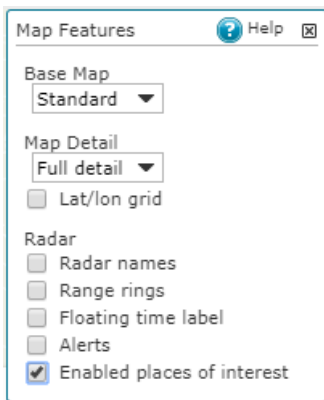 Map Features Help
Base Map
Standard
Map Detail
Full detail
Lat/lon grid
Radar
Radar names
Range rings
Floating time label
Alerts
Enabled places of interest